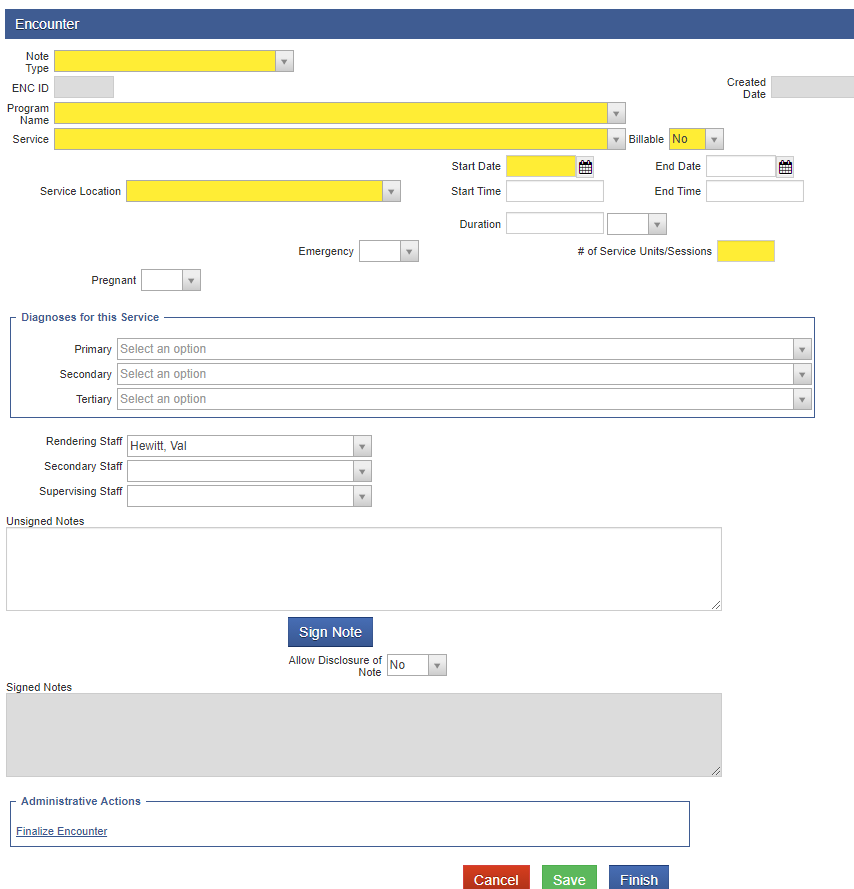 Encounter
Note
Type
ENC ID
Created
Date
Program
Name
Service
Billable No
Start Date
End Date
Service Location
Start Time
End Time
Duration
Emergency
# of Service Units/Sessions
Pregnant
Diagnoses for this Service
Primary Select an option
Secondary Select an option
Tertiary Select an option
Rendering Staff Hewitt, Val
Secondary Staff
Supervising Staff
Unsigned Notes
Sign Note
Allow Disclosure of
Note No
Signed Notes
Administrative Actions
Finalize Encounter
Cancel Save Finish